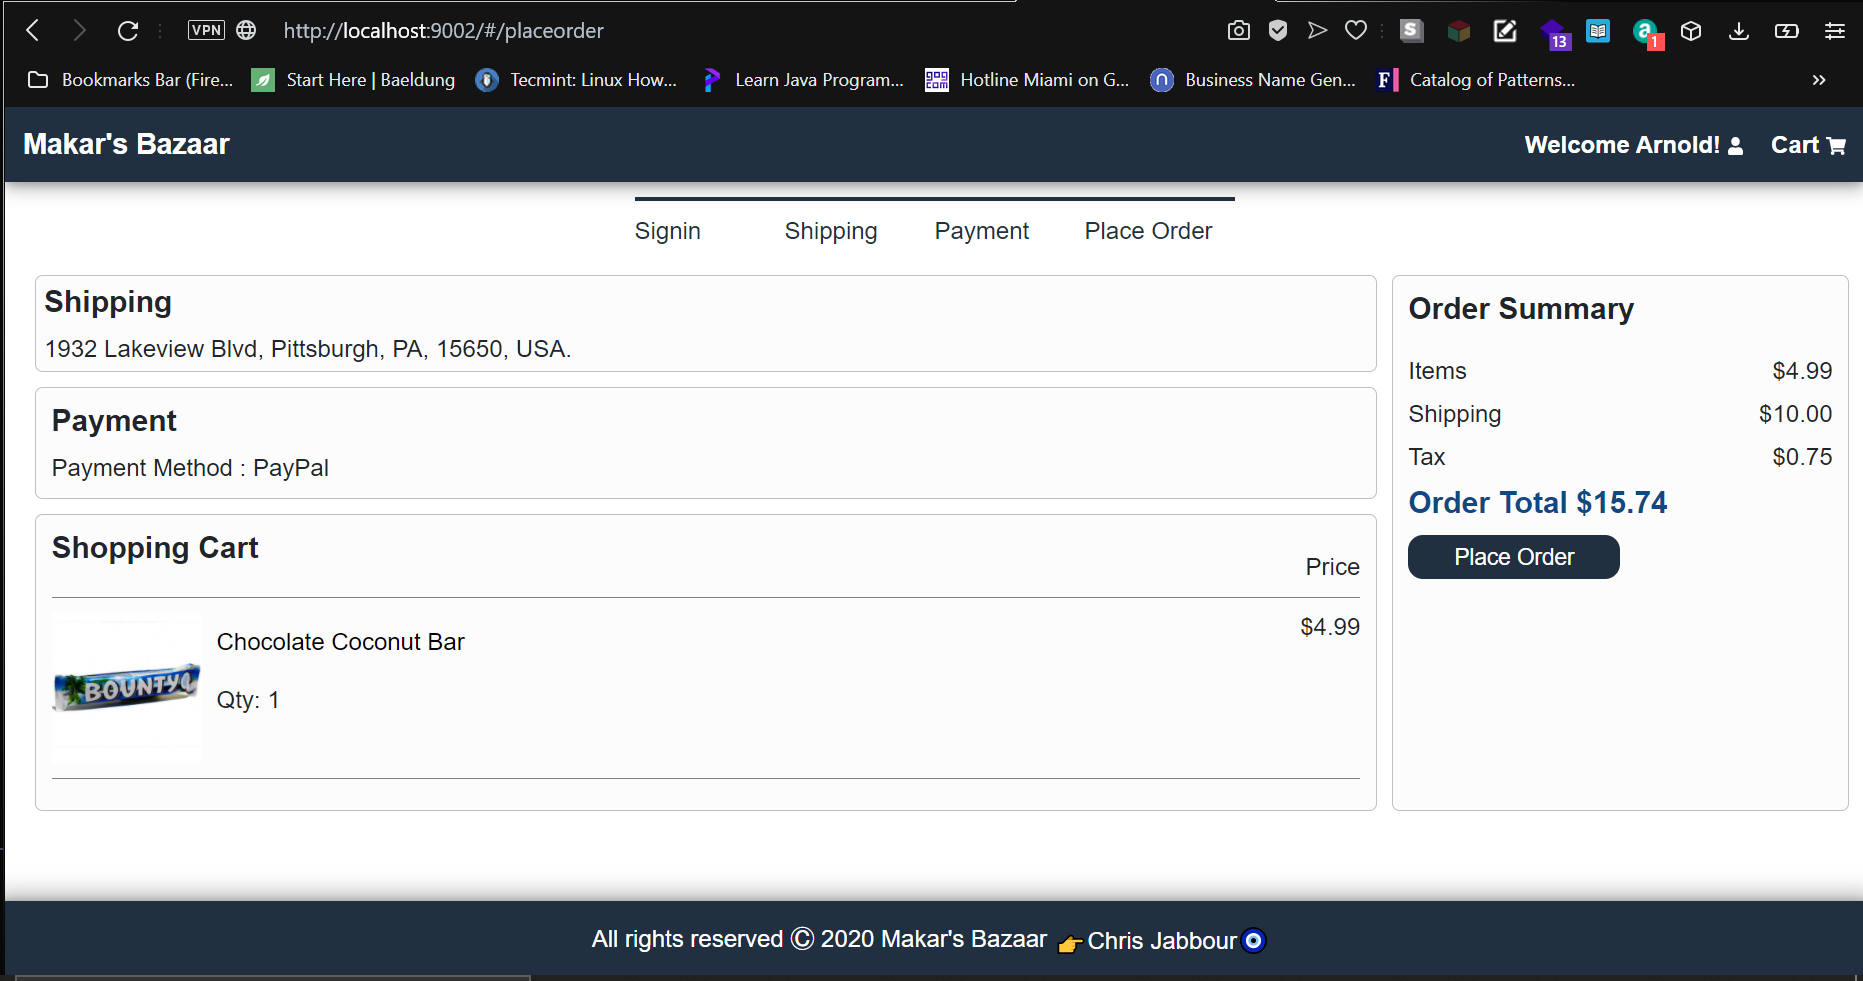 VPN http://localhost:9002/#/placeorder S 13 a 1
Bookmarks Bar (Fire... Start Here | Baeldung Tecmint: Linux How... Learn Java Program... GOG COM Hotline Miami on G... n Business Name Gen... F Catalog of Patterns... »
Makar's Bazaar Welcome Arnold! Cart
Signin Shipping Payment Place Order
Shipping
1932 Lakeview Blvd, Pittsburgh, PA, 15650, USA.
Payment
Payment Method : PayPal
Shopping Cart
Price
BOUNTY
Chocolate Coconut Bar
$4.99
Qty: 1
Order Summary
Items $4.99
Shipping $10.00
Tax $0.75
Order Total $15.74
Place Order
All rights reserved Ⓒ 2020 Makar's Bazaar 👉Chris Jabbour🧿